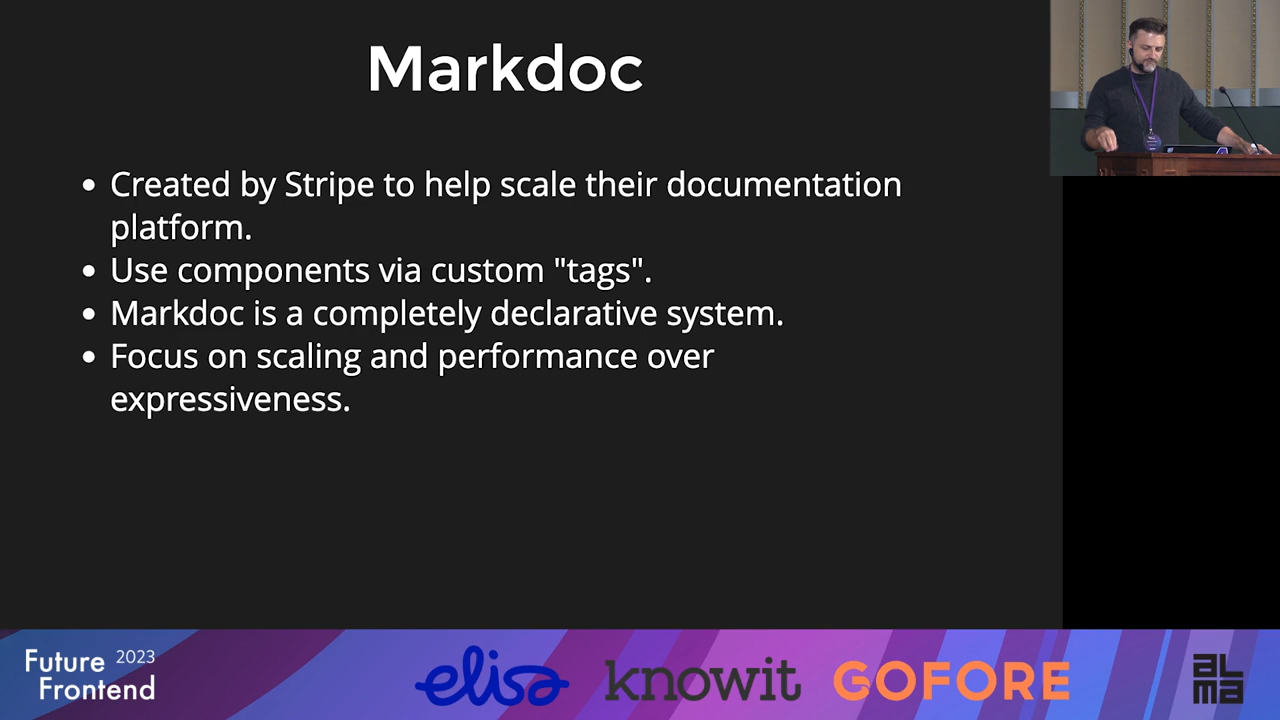 Markdoc
• Created by Stripe to help scale their documentation
platform.
• Use components via custom "tags".
• Markdoc is a completely declarative system.
• Focus on scaling and performance over
expressiveness.
Future 2023
Frontend
elisa
knowit
GOFORE
aLma